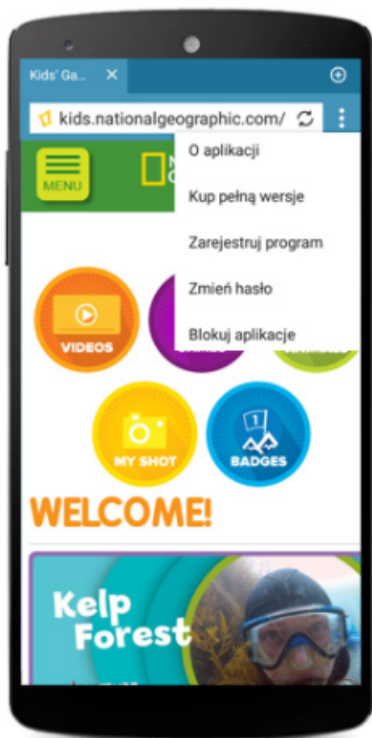 Kids' Ga...
kids.nationalgeographic.com/
MENU
O aplikacji
Kup pełną wersje
Zarejestruj program
Zmień hasło
Blokuj aplikacje
VIDEOS
MY SHOT
BADGES
WELCOME!
Kelp
Forest